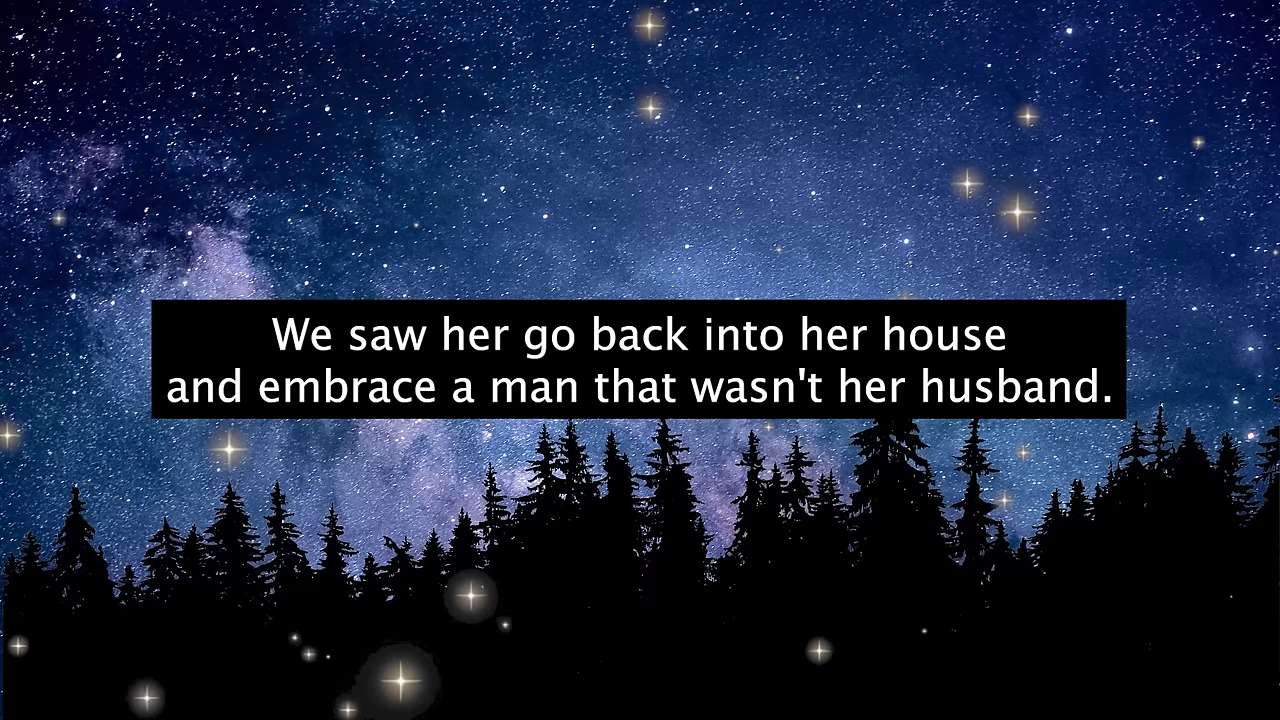 We saw her go back into her house
and embrace a man that wasn't her husband.